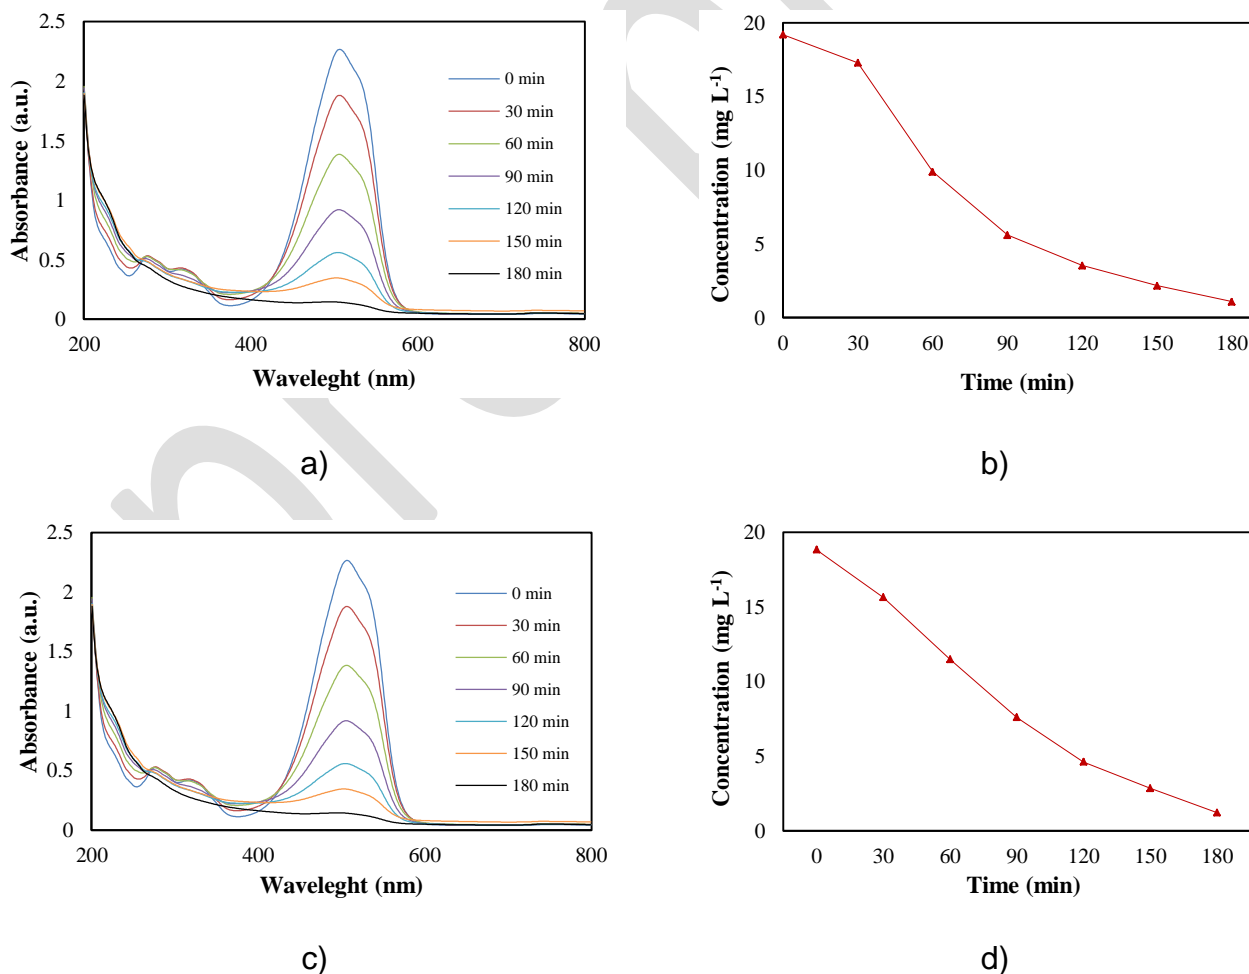 2.5
2
1.5
1
0.5
0
200
400
600
800
Absorbance (a.u.)
Waveleght (nm)
0 min
30 min
60 min
90 min
120 min
150 min
180 min
a)
20
15
10
5
0
0 30 60 90 120 150 180
Concentration (mg L-1)
Time (min)
b)
2.5
2
1.5
1
0.5
0
200
400
600
800
Absorbance (a.u.)
Waveleght (nm)
0 min
30 min
60 min
90 min
120 min
150 min
180 min
c)
20
15
10
5
0
0 30 60 90 120 150 180
Concentration (mg L-1)
Time (min)
d)